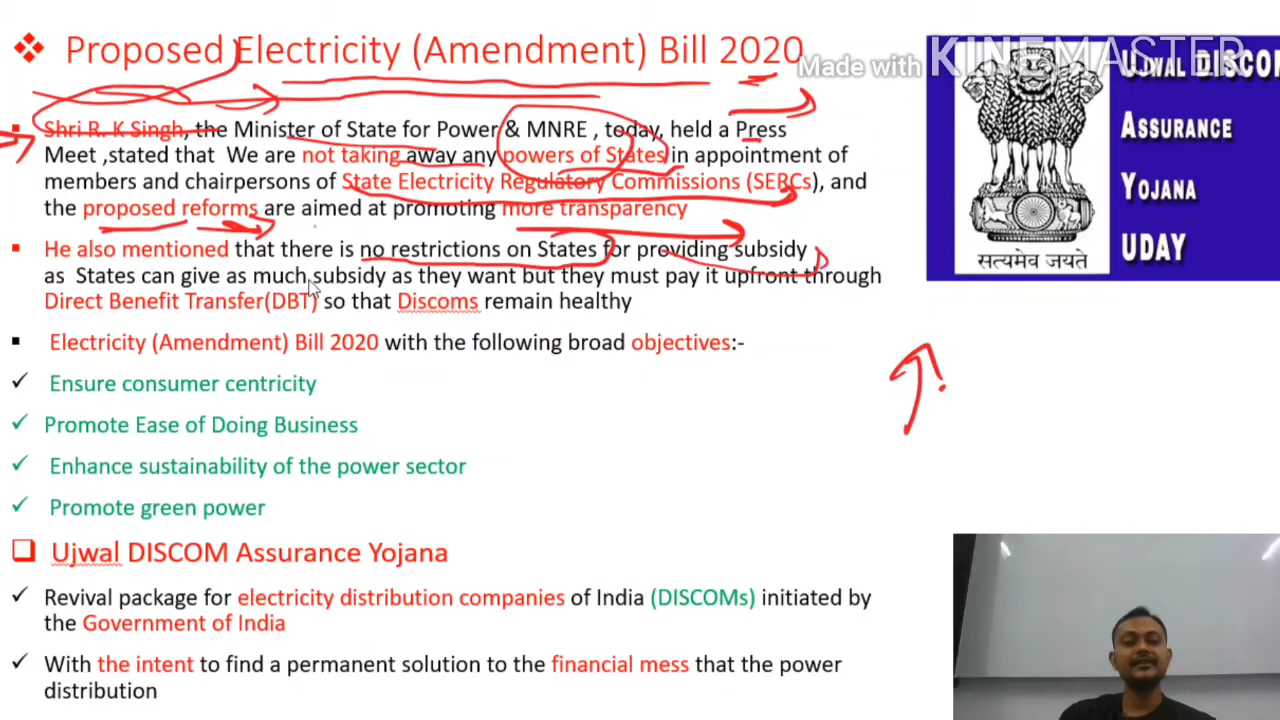 Proposed Electricity (Amendment) Bill 2020
Made with KINEMASTER
Shri R. K Singh, the Minister of State for Power & MNRE , today, held a Press
Meet ,stated that We are not taking away any powers of States in appointment of
members and chairpersons of State Electricity Regulatory Commissions (SERCs), and
the proposed reforms are aimed at promoting more transparency
He also mentioned that there is no restrictions on States for providing subsidy
as States can give as much subsidy as they want but they must pay it upfront through
Direct Benefit Transfer(DBT) so that Discoms remain healthy
Electricity (Amendment) Bill 2020 with the following broad objectives:-
Ensure consumer centricity
Promote Ease of Doing Business
Enhance sustainability of the power sector
Promote green power
Ujwal DISCOM Assurance Yojana
Revival package for electricity distribution companies of India (DISCOMs) initiated by
the Government of India
With the intent to find a permanent solution to the financial mess that the power
distribution
UJWAL DISCO
ASSURANCE
YOJANA
UDAY
सत्यमेव जयते